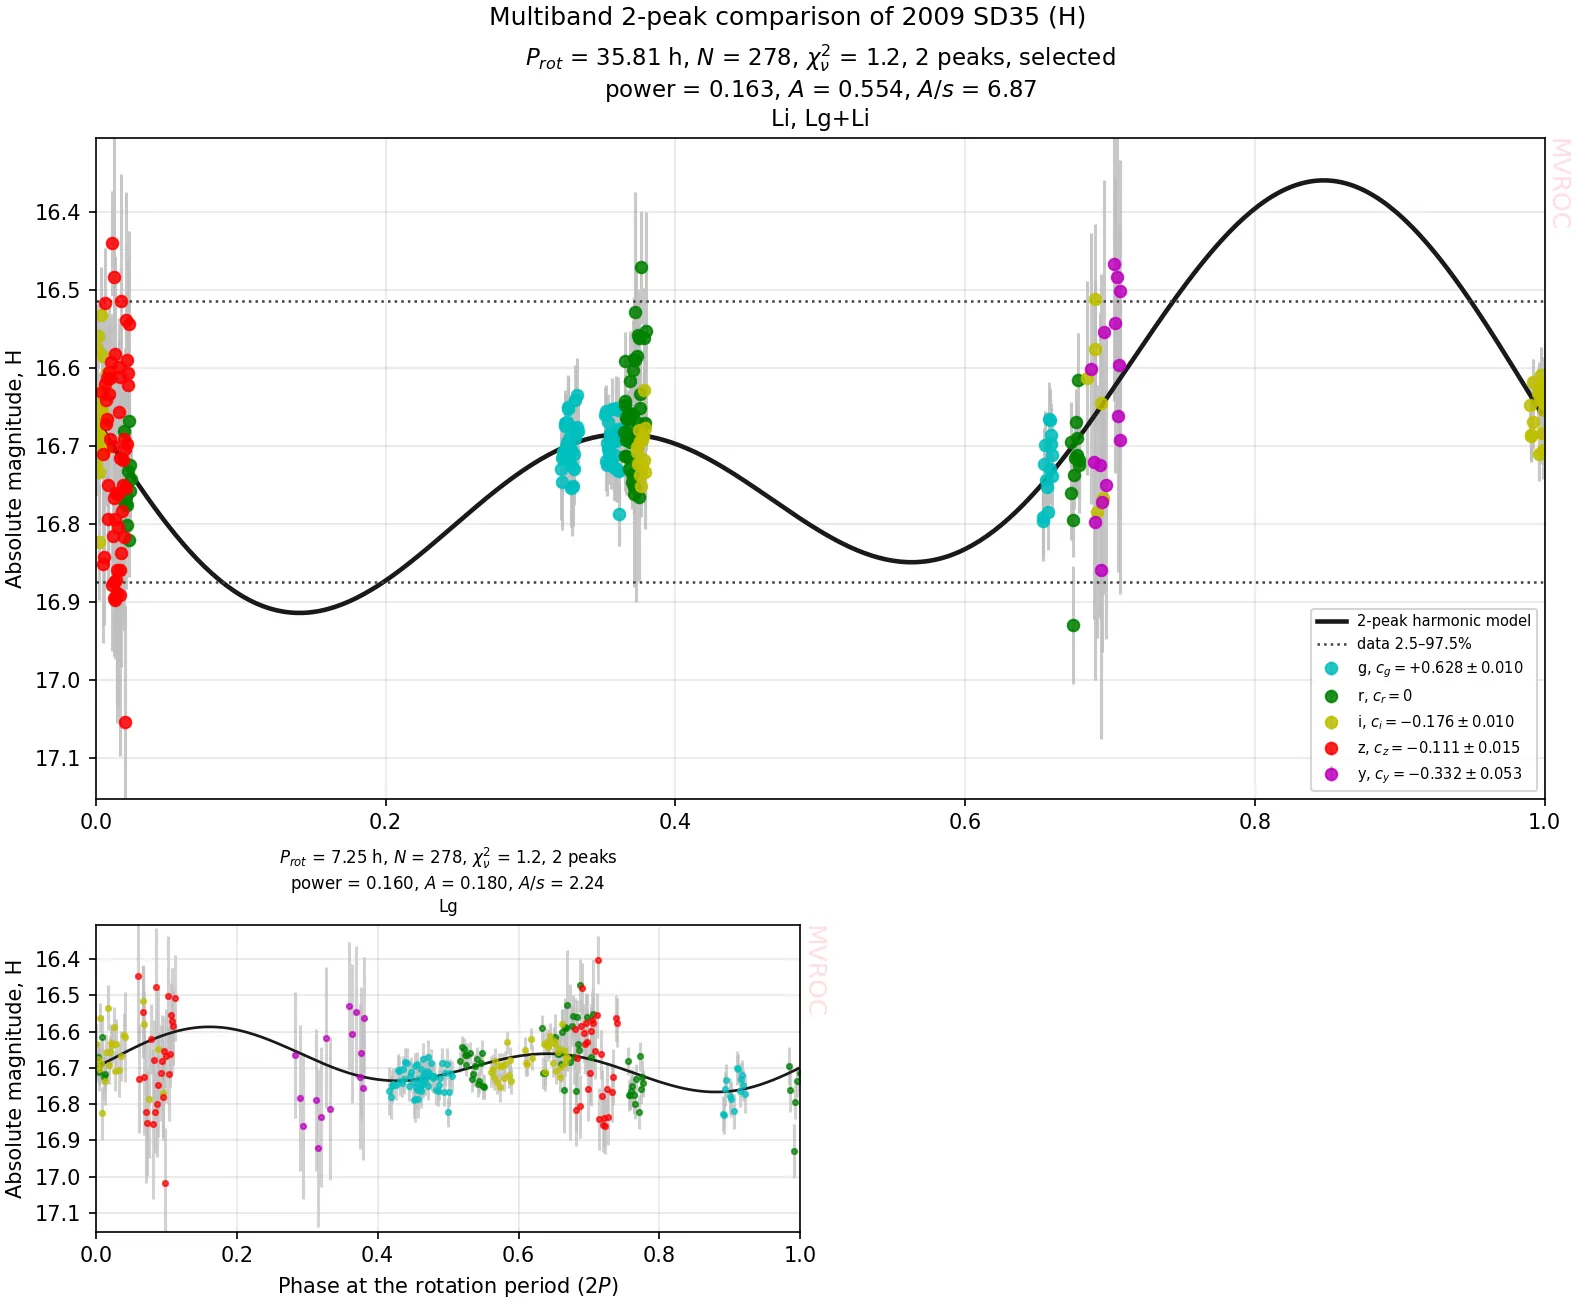 Multiband 2-peak comparison of 2009 SD35 (H)
P_rot = 35.81 h, N = 278, χ²_ν = 1.2, 2 peaks, selected
power = 0.163, A = 0.554, A/s = 6.87
Li, Lg+Li
MVROC
Absolute magnitude, H
16.4
16.5
16.6
16.7
16.8
16.9
17.0
17.1
2-peak harmonic model
data 2.5–97.5%
g, c_g = +0.628 ± 0.010
r, c_r = 0
i, c_i = −0.176 ± 0.010
z, c_z = −0.111 ± 0.015
y, c_y = −0.332 ± 0.053
0.0 0.2 0.4 0.6 0.8 1.0
P_rot = 7.25 h, N = 278, χ²_ν = 1.2, 2 peaks
power = 0.160, A = 0.180, A/s = 2.24
Lg
MVROC
Absolute magnitude, H
16.4
16.5
16.6
16.7
16.8
16.9
17.0
17.1
0.0 0.2 0.4 0.6 0.8 1.0
Phase at the rotation period (2P)